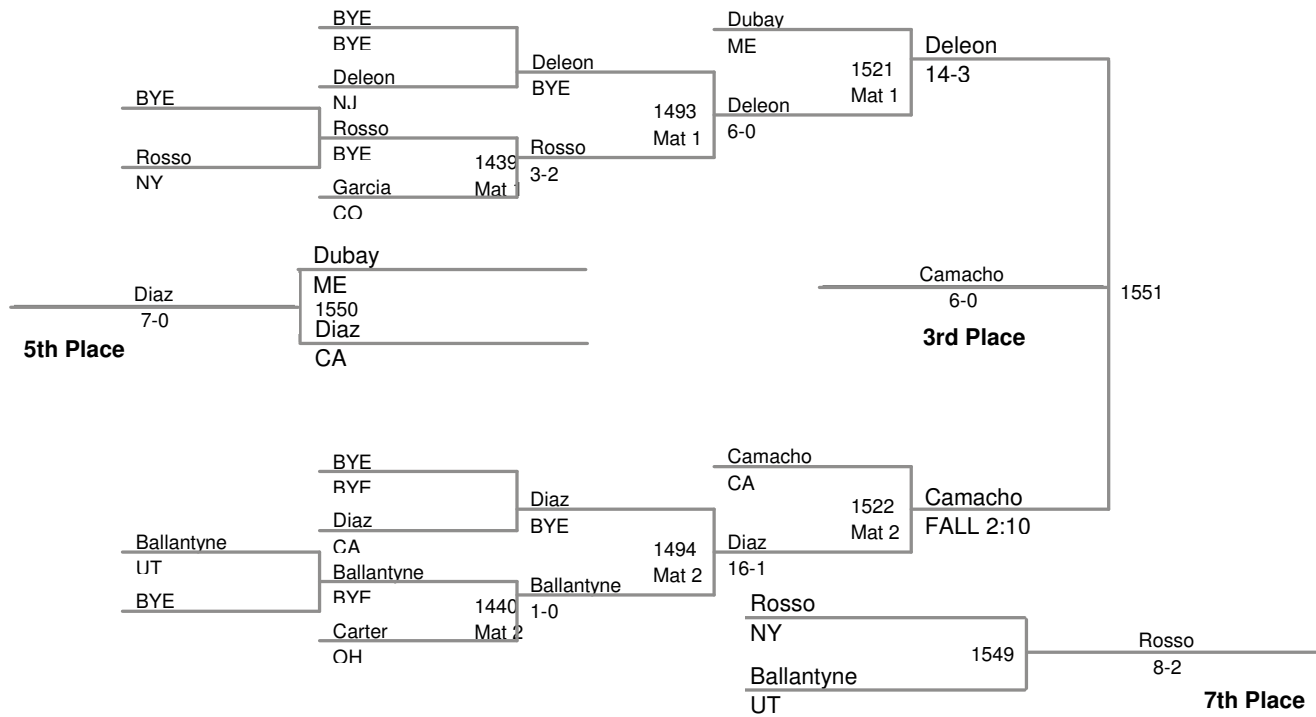 BYE
BYE
Deleon
NJ
BYE
Rosso
NY
Rosso
BYE
Garcia
CO
1439
Mat 1
Deleon
BYE
Rosso
3-2
1493
Mat 1
Dubay
ME
Deleon
6-0
1521
Mat 1
Deleon
14-3
Dubay
ME
1550
Diaz
CA
Diaz
7-0
5th Place
Camacho
6-0
3rd Place
1551
BYE
BYE
Diaz
CA
Ballantyne
UT
BYE
Ballantyne
BYE
Carter
OH
1440
Mat 2
Diaz
BYE
Ballantyne
1-0
1494
Mat 2
Camacho
CA
Diaz
16-1
1522
Mat 2
Camacho
FALL 2:10
Rosso
NY
Ballantyne
UT
1549
Rosso
8-2
7th Place